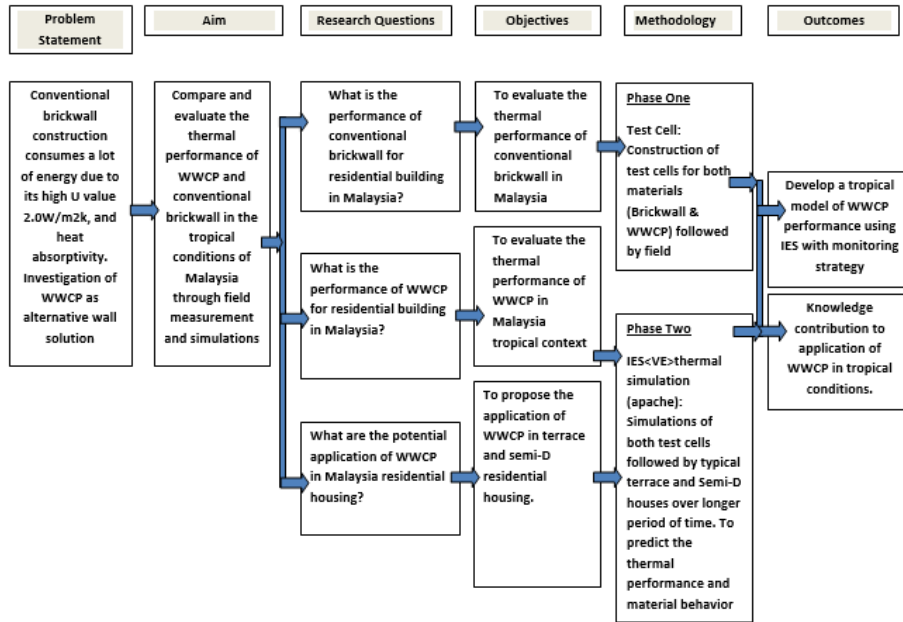 Problem
Statement
Aim
Research Questions
Objectives
Methodology
Outcomes
Conventional
brickwall
construction
consumes a lot
of energy due to
its high U value
2.0W/m2k, and
heat
absorptivity.
Investigation of
WWCP as
alternative wall
solution
Compare and
evaluate the
thermal
performance of
WWCP and
conventional
brickwall in the
tropical
conditions of
Malaysia
through field
measurement
and simulations
What is the
performance of
conventional
brickwall for
residential building
in Malaysia?
What is the
performance of WWCP
for residential building
in Malaysia?
What are the potential
application of WWCP
in Malaysia residential
housing?
To evaluate the
thermal
performance of
conventional
brickwall in
Malaysia
To evaluate the
thermal
performance of
WWCP in
Malaysia
tropical context
To propose the
application of
WWCP in terrace
and semi-D
residential
housing.
Phase One
Test Cell:
Construction of
test cells for both
materials
(Brickwall &
WWCP) followed
by field
Phase Two
IES<VE>thermal
simulation
(apache):
Simulations of
both test cells
followed by typical
terrace and Semi-D
houses over longer
period of time. To
predict the
thermal
performance and
material behavior
Develop a tropical
model of WWCP
performance using
IES with monitoring
strategy
Knowledge
contribution to
application of
WWCP in tropical
conditions.